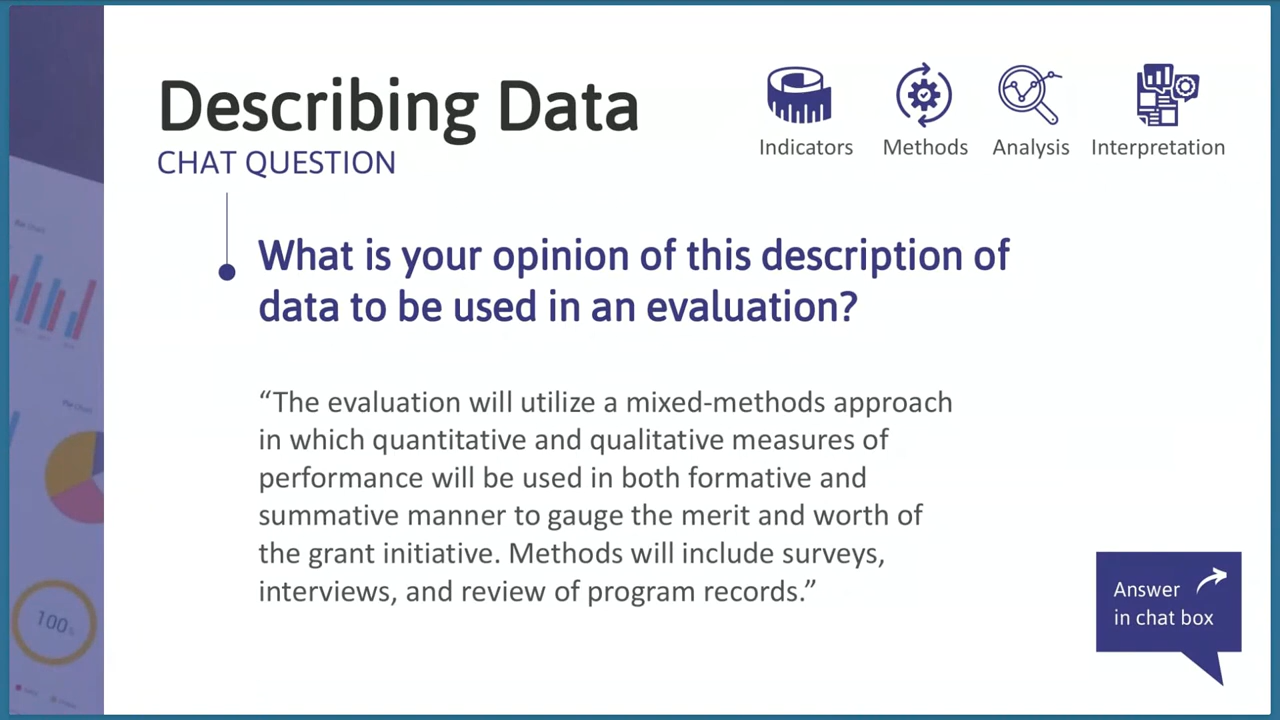 Describing Data
CHAT QUESTION
Indicators
Methods
Analysis
Interpretation
What is your opinion of this description of
data to be used in an evaluation?
“The evaluation will utilize a mixed-methods approach
in which quantitative and qualitative measures of
performance will be used in both formative and
summative manner to gauge the merit and worth of
the grant initiative. Methods will include surveys,
interviews, and review of program records.”
Answer
in chat box
100%